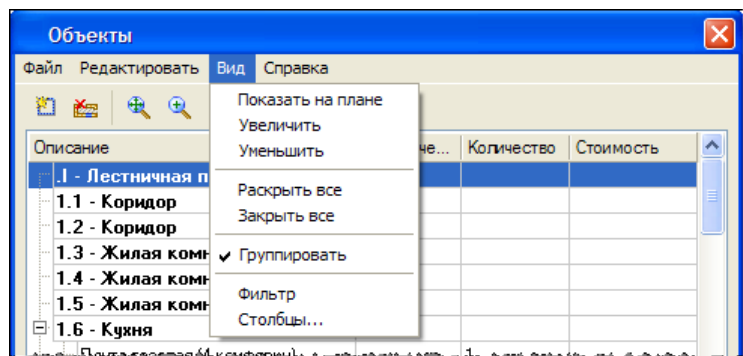 Объекты
Файл Редактировать Вид Справка
Показать на плане
Увеличить
Уменьшить
Раскрыть все
Закрыть все
Группировать
Фильтр
Столбцы...
Описание че... Количество Стоимость
.I - Лестничная п
1.1 - Коридор
1.2 - Коридор
1.3 - Жилая комн
1.4 - Жилая комн
1.5 - Жилая комн
1.6 - Кухня